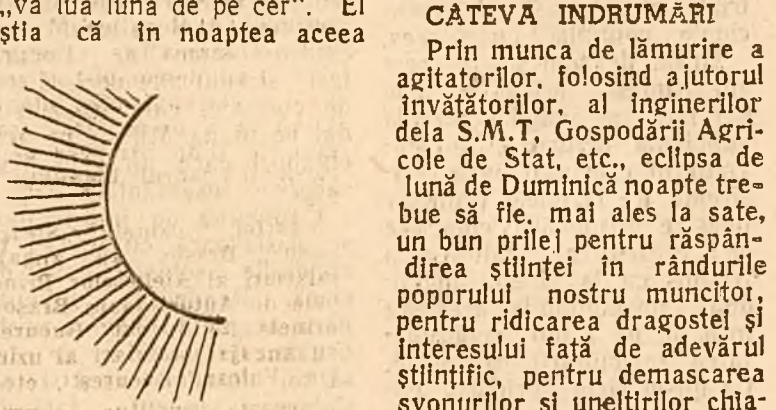 „va lua luna de pe cer". El
știa că în noaptea aceea
CÂTEVA INDRUMĂRI
Prin munca de lămurire a
agitatorilor, folosind ajutorul
învățătorilor, al inginerilor
dela S.M.T, Gospodării Agri-
cole de Stat, etc., eclipsa de
lună de Duminică noapte tre-
bue să fie, mai ales la sate,
un bun prilej pentru răspân-
direa științei în rândurile
poporului nostru muncitor,
pentru ridicarea dragostei și
interesului față de adevărul
științific, pentru demascarea
svonurilor și uneltirilor chia-